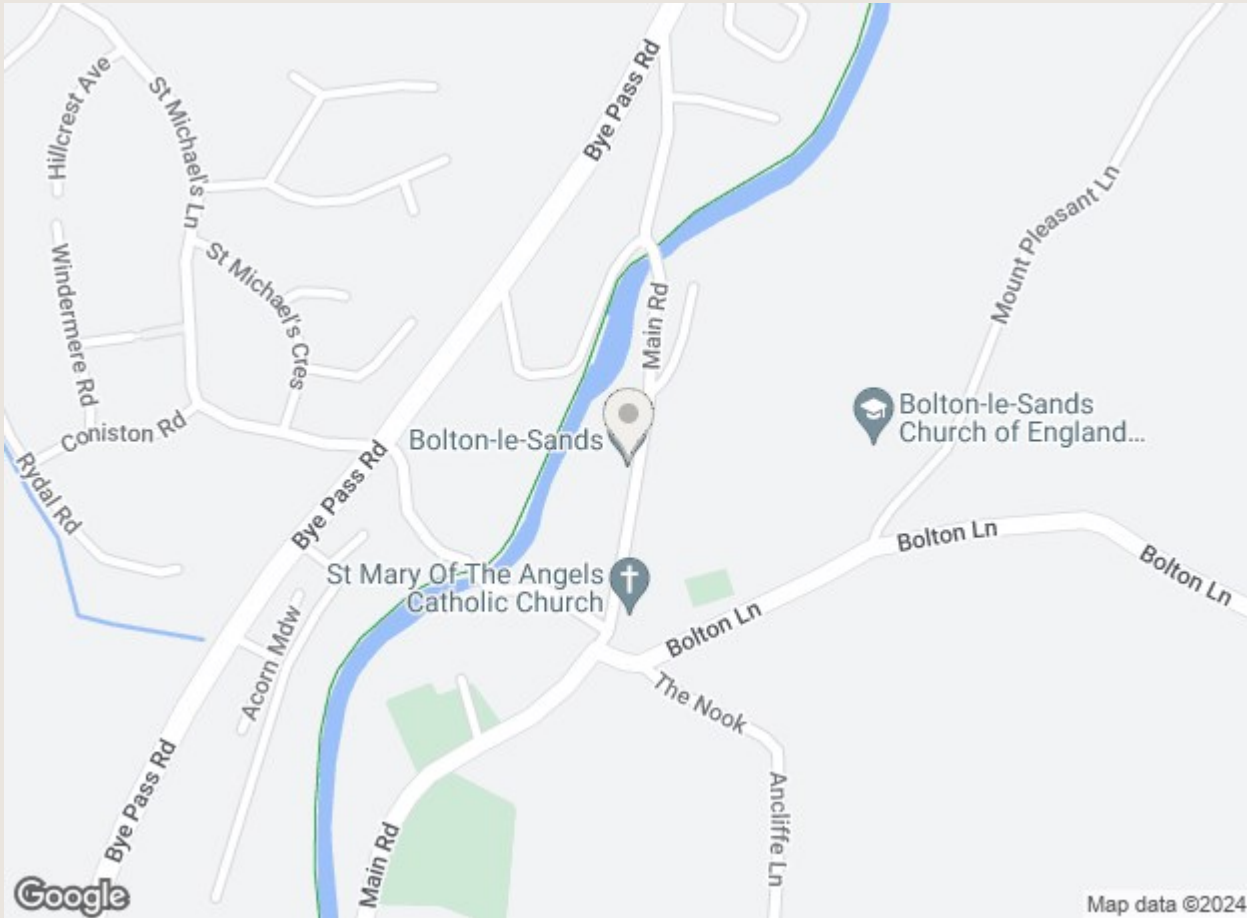 Bye Pass Rd
Hillcrest Ave
St Michael's Ln
Mount Pleasant Ln
St Michael's Cres
Windermere Rd
Main Rd
Coniston Rd
Bolton-le-Sands
Bolton-le-Sands
Church of England...
Rydal Rd
Bye Pass Rd
Bolton Ln
Bolton Ln
St Mary Of The Angels
Catholic Church
Bolton Ln
Acorn Mdw
The Nook
Bye Pass Rd
Ancliffe Ln
Main Rd
Google
Map data ©2024